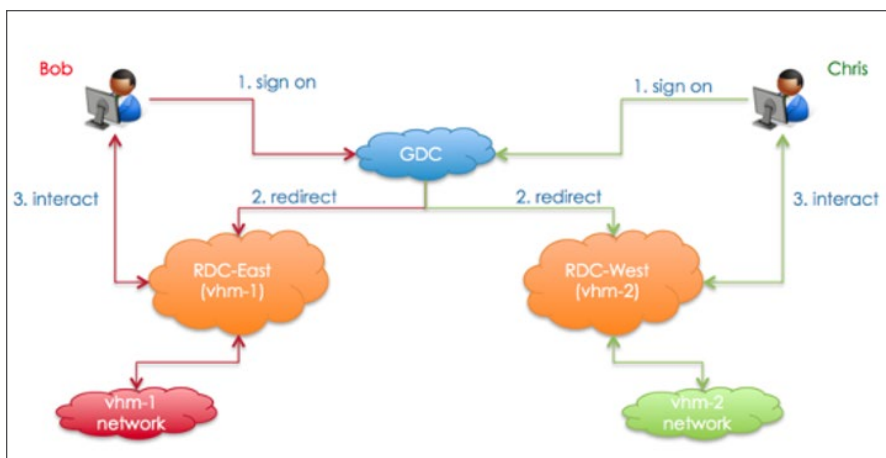 Bob
Chris
1. sign on
1. sign on
GDC
3. interact
2. redirect
2. redirect
3. interact
RDC-East
(vhm-1)
RDC-West
(vhm-2)
vhm-1
network
vhm-2
network